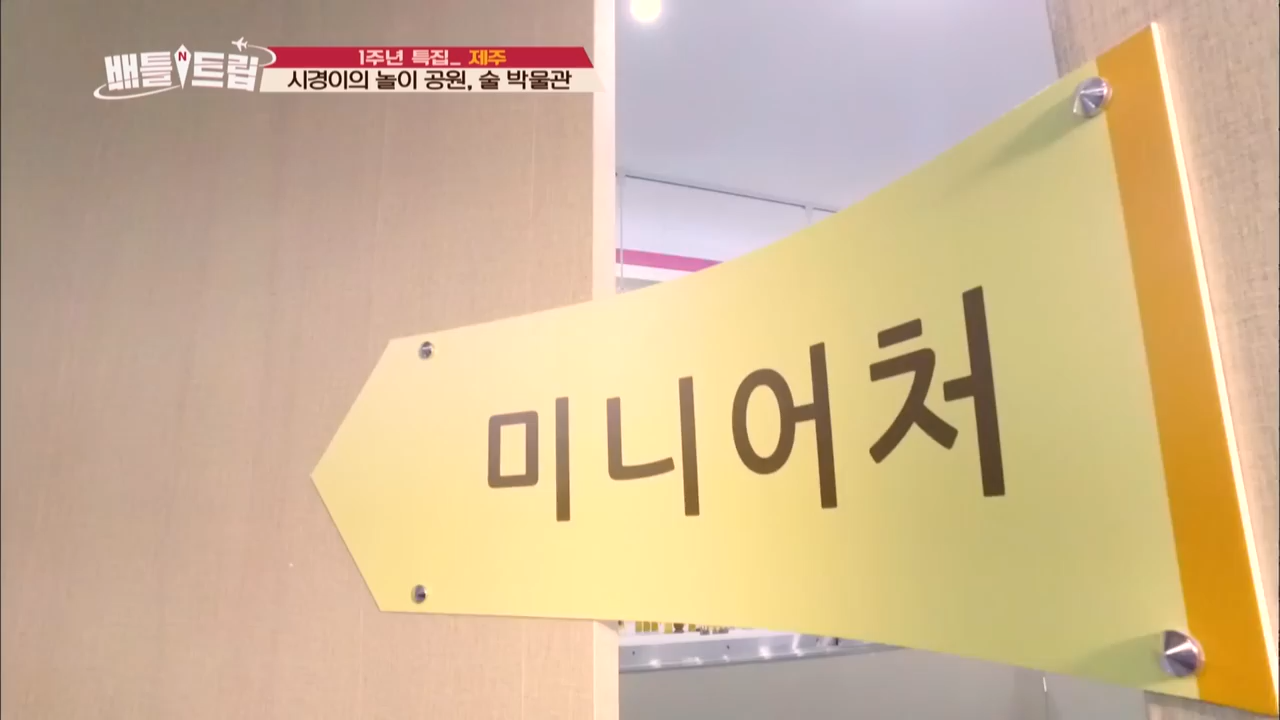 배틀트립
1주년 특집_ 제주
시경이의 놀이 공원, 술 박물관
미니어처